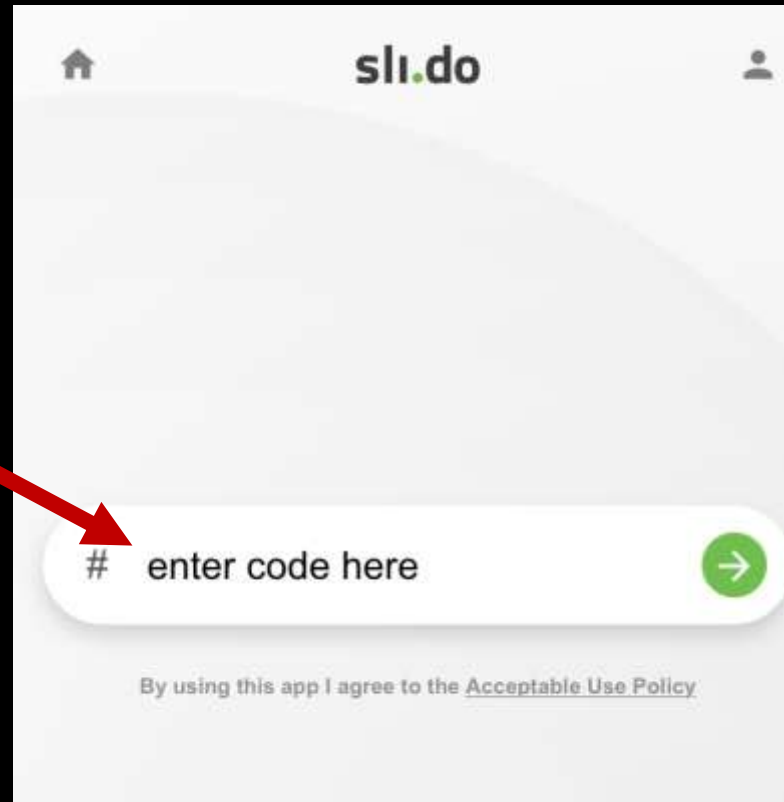 sli.do
# enter code here
By using this app I agree to the Acceptable Use Policy